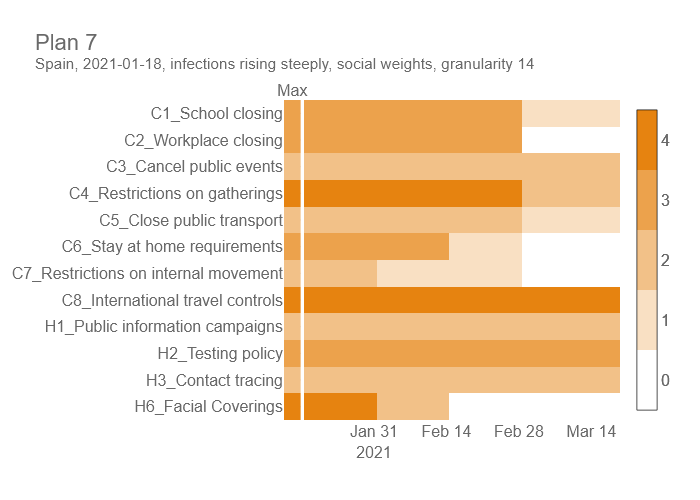 Plan 7
Spain, 2021-01-18, infections rising steeply, social weights, granularity 14
Max
C1_School closing
C2_Workplace closing
C3_Cancel public events
C4_Restrictions on gatherings
C5_Close public transport
C6_Stay at home requirements
C7_Restrictions on internal movement
C8_International travel controls
H1_Public information campaigns
H2_Testing policy
H3_Contact tracing
H6_Facial Coverings
Jan 31 Feb 14 Feb 28 Mar 14
2021
4
3
2
1
0